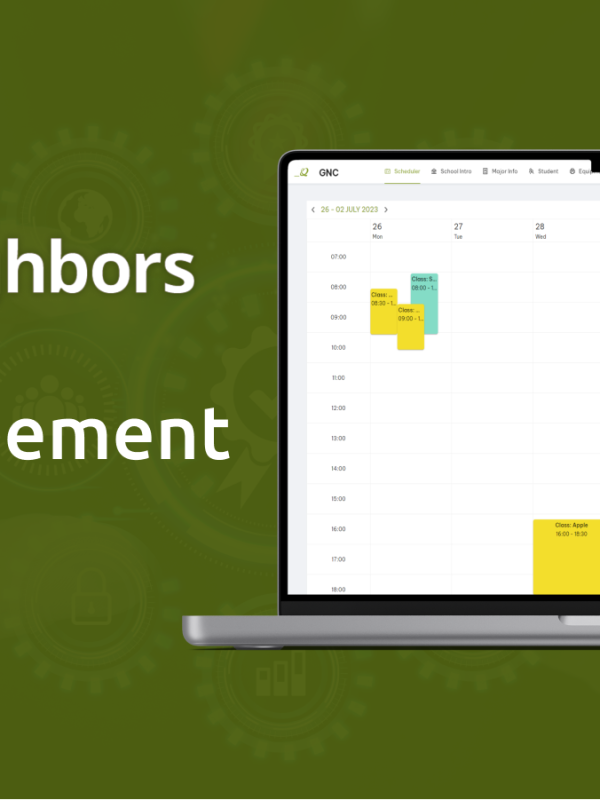 hbors
ement
GNC
Scheduler School Intro Major Info Student Equip
26 - 02 JULY 2023
26 27 28
Mon Tue Wed
07:00
08:00
09:00
10:00
11:00
12:00
13:00
14:00
15:00
16:00
17:00
18:00
Class: S...
08:00 - 1...
Class: ...
08:30 - 1...
Class: ...
09:00 - 1...
Class: Apple
16:00 - 18:30